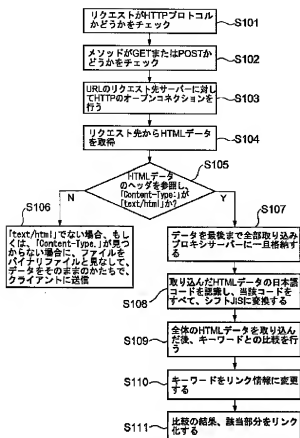 リクエストがHTTPプロトコル
かどうかをチェック
S101
メソッドがGETまたはPOSTか
どうかをチェック
S102
URLのリクエスト先サーバーに対し
てHTTPのオープンコネクションを
行う
S103
リクエスト先からHTMLデータ
を取得
S104
S105
HTMLデータ
のヘッダを参照し、
「Content-Type:」が
「text/html」か?
N
Y
S106
「text/html」でない場合、もし
くは、「Content-Type:」が見つ
からない場合に、ファイルを
バイナリファイルと見なして、
データをそのままのかたちで、
クライアントに送信
S107
データを最後まで全部取り込み
プロキシサーバーに一旦格納する
取り込んだHTMLデータの日本語
コードを認識し、当該コードを
すべて、シフトJISに変換する
S108
全体のHTMLデータを取り込ん
だ後、キーワードとの比較を行
う
S109
キーワードをリンク情報に変更す
る
S110
比較の結果、該当部分をリンク
化する
S111